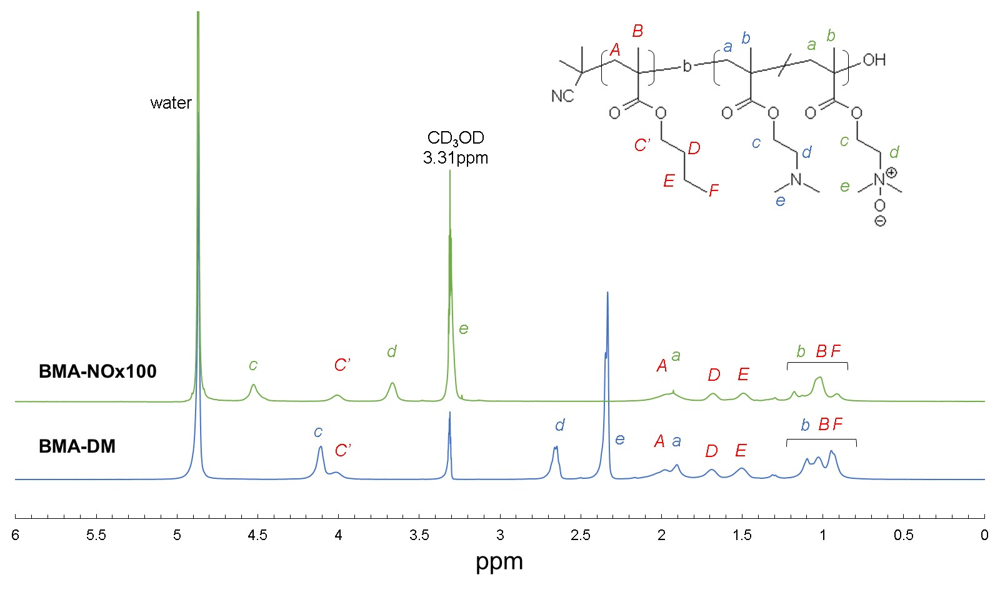 B
A
a
b
a
b
b
OH
NC
O
O
O
O
O
O
C’
D
E
F
c
d
N
e
c
d
e
N
⊕
O
⊖
water
CD₃OD
3.31ppm
BMA-NOx100
c
C’
d
e
A
a
D
E
b
B F
BMA-DM
c
C’
d
e
A
a
D
E
b
B F
6
5.5
5
4.5
4
3.5
3
2.5
2
1.5
1
0.5
0
ppm